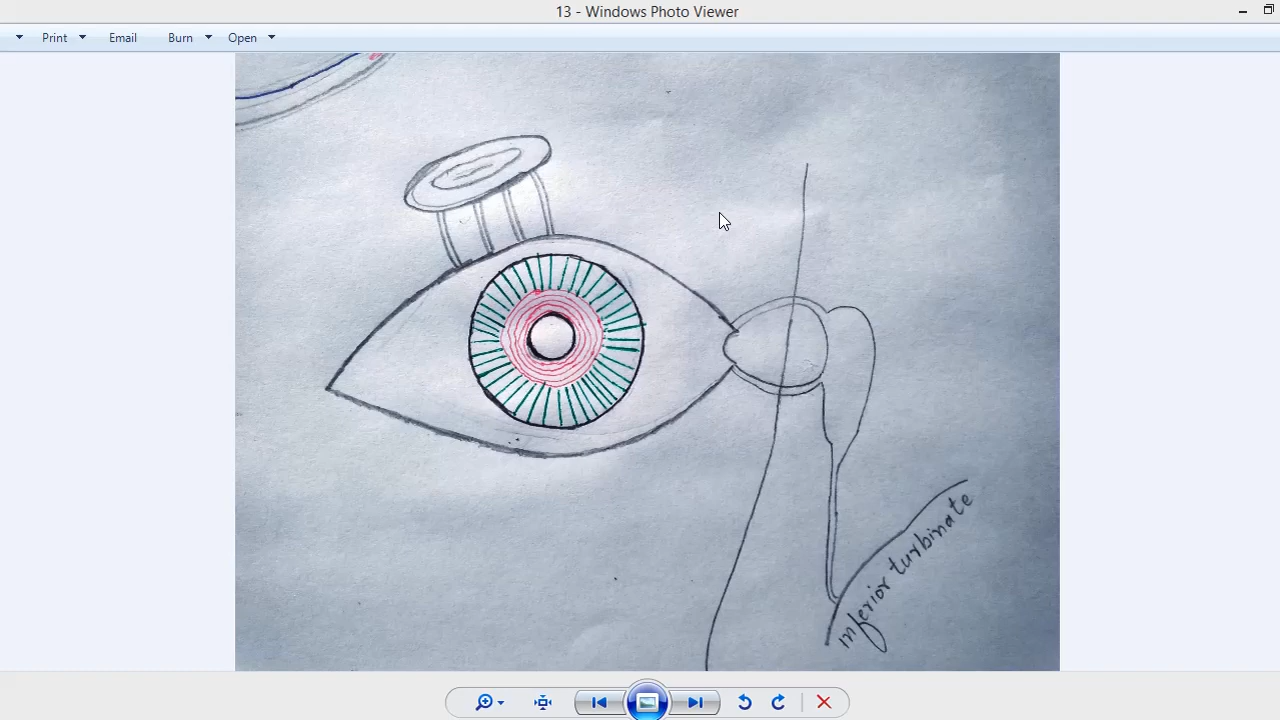 13 - Windows Photo Viewer
Print
Email
Burn
Open
inferior turbinate